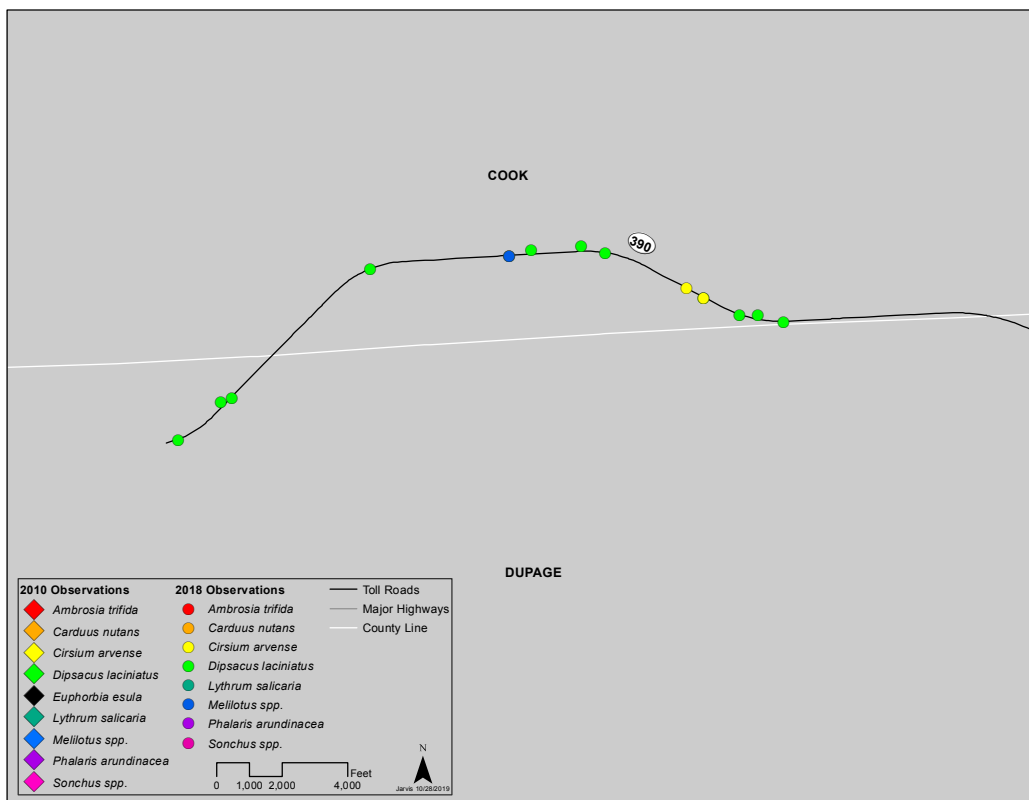 COOK
390
DUPAGE
2010 Observations
Ambrosia trifida
Carduus nutans
Cirsium arvense
Dipsacus laciniatus
Euphorbia esula
Lythrum salicaria
Melilotus spp.
Phalaris arundinacea
Sonchus spp.
2018 Observations
Ambrosia trifida
Carduus nutans
Cirsium arvense
Dipsacus laciniatus
Lythrum salicaria
Melilotus spp.
Phalaris arundinacea
Sonchus spp.
Toll Roads
Major Highways
County Line
Feet
0 1,000 2,000 4,000
N
Jarvis 10/28/2019